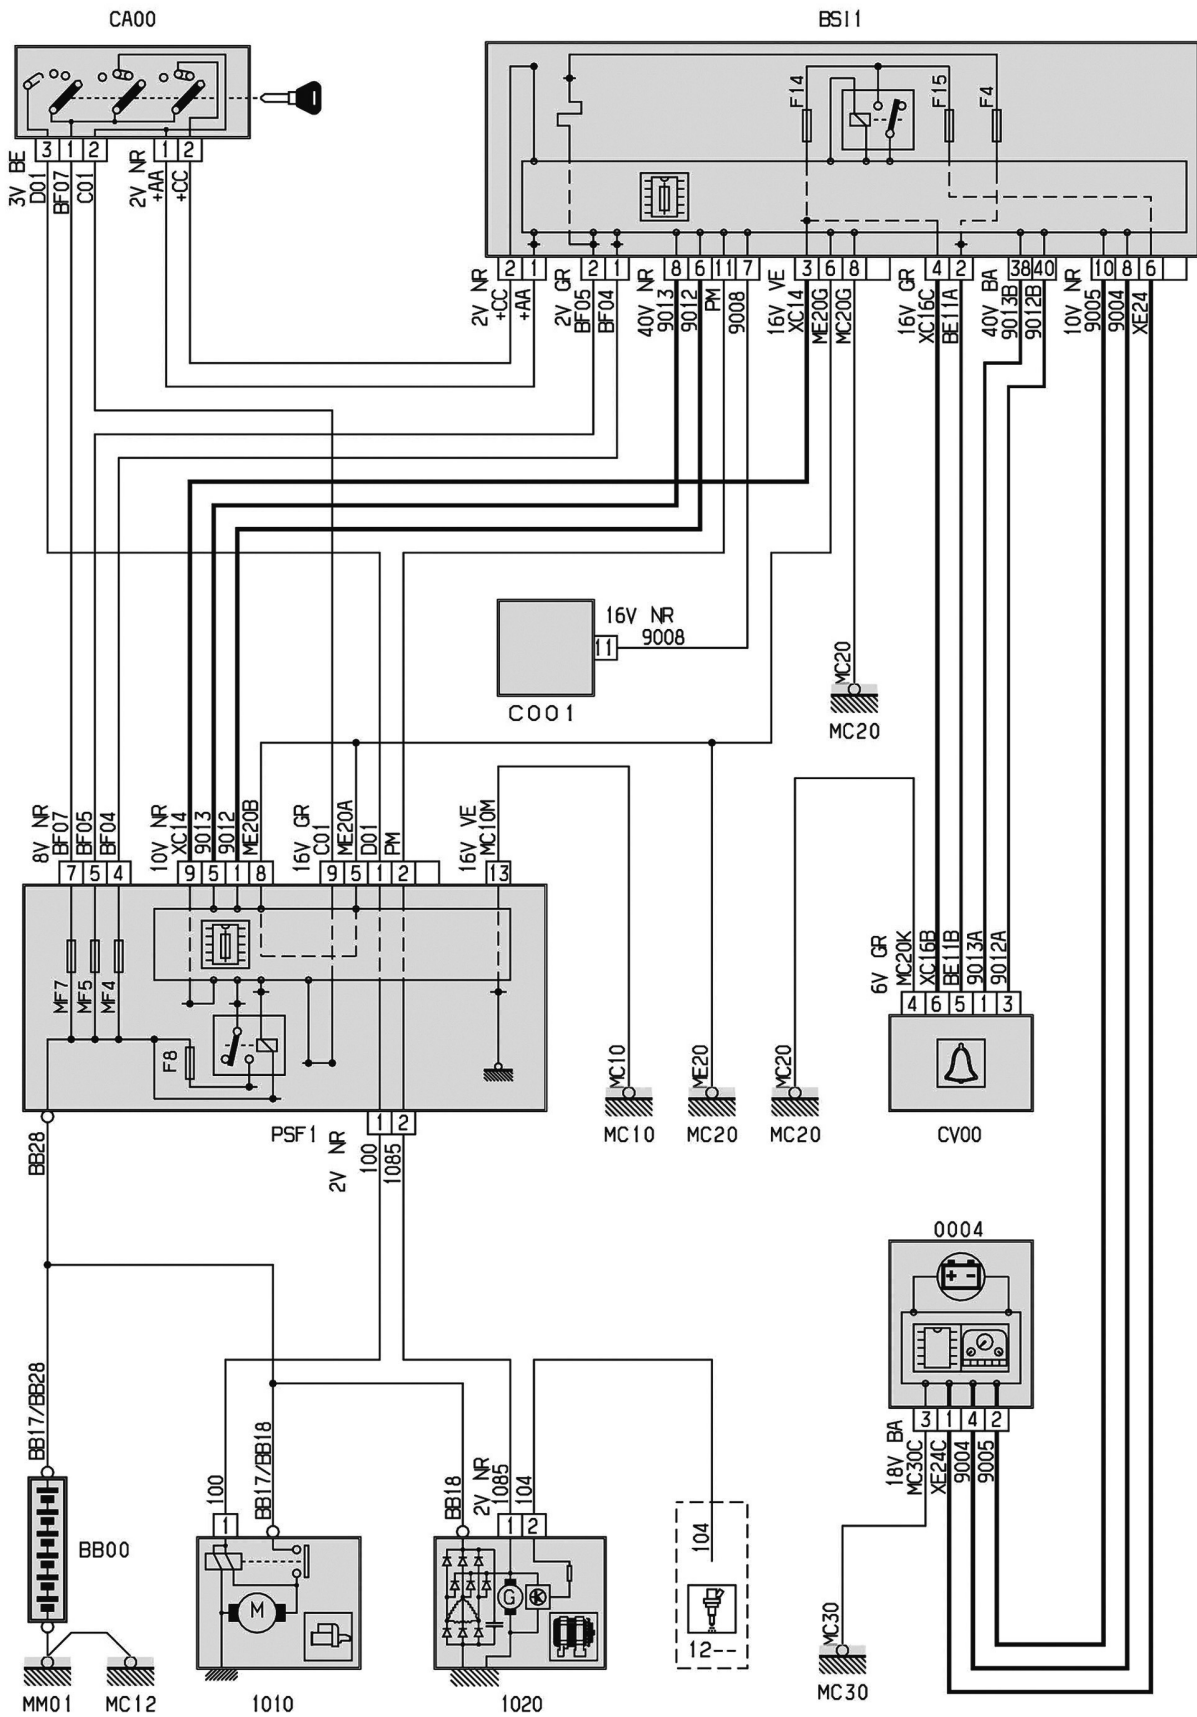 CA00
BSI1
F14
F15
F4
3 1 2
1 2
3V BE
D01
BF07
C01
2V NR
+AA
+CC
2 1
2 1
8 6 11 7
3 6 8
4 2
38 40
10 8 6
2V NR
+CC
+AA
2V GR
BF05
BF04
40V NR
9013
9012
PM
9008
16V VE
XC14
ME20G
MC20G
16V GR
XC16C
BE11A
40V BA
9013B
9012B
10V NR
9005
9004
XE24
16V NR
9008
11
C001
MC20
MC20
8V NR
BF07
BF05
BF04
10V NR
XC14
9013
9012
ME20B
16V GR
C01
ME20A
D01
PM
16V VE
MC10M
7 5 4
9 5 1 8
9 5 1 2
13
MF7
MF5
MF4
F8
PSF1
1 2
2V NR
100
1085
BB28
MC10
MC10
ME20
MC20
MC20
MC20
6V GR
MC20K
XC16B
BE11B
9013A
9012A
4 6 5 1 3
CV00
0004
+ -
3 1 4 2
18V BA
MC30C
XE24C
9004
9005
MC30
MC30
BB17/BB28
BB00
MM01
MC12
100
BB17/BB18
1
M
1010
BB18
2V NR
1085
104
1 2
G
1020
104
12--